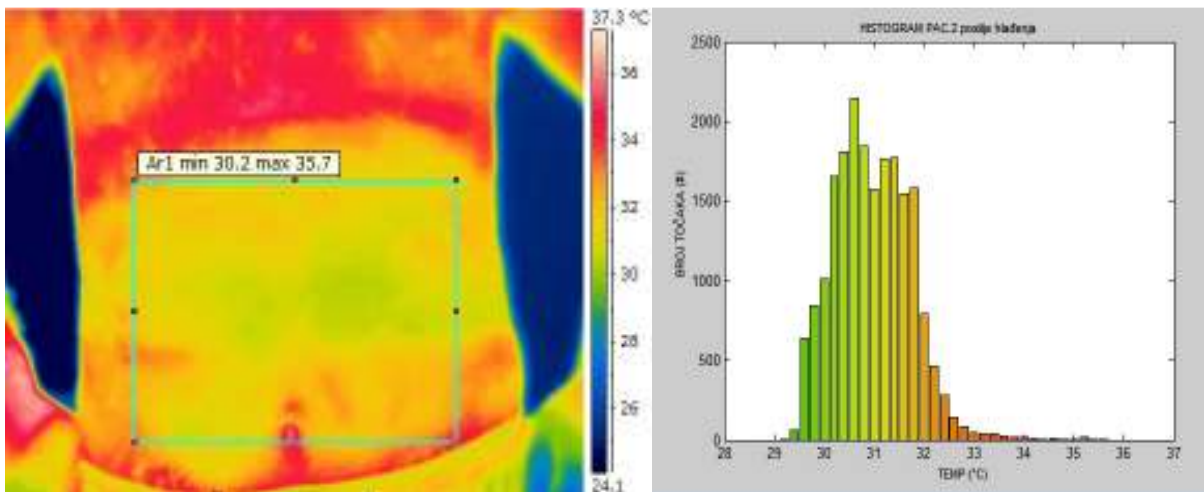 37.3 ºC
Ar1 min 30.2 max 35.7
36
34
32
30
28
26
24.1
HISTOGRAM PAC.2 poslije hlađenja
BROJ TOČAKA (#)
2500
2000
1500
1000
500
0
28 29 30 31 32 33 34 35 36 37
TEMP (°C)